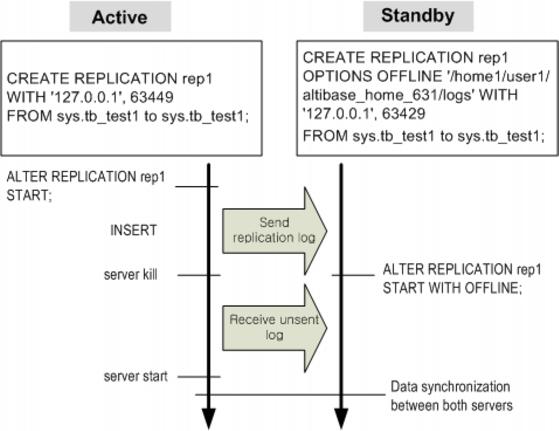 Active
Standby
CREATE REPLICATION rep1
WITH '127.0.0.1', 63449
FROM sys.tb_test1 to sys.tb_test1;
CREATE REPLICATION rep1
OPTIONS OFFLINE '/home1/user1/
altibase_home_631/logs' WITH
'127.0.0.1', 63429
FROM sys.tb_test1 to sys.tb_test1;
ALTER REPLICATION rep1
START;
INSERT
Send
replication log
server kill
ALTER REPLICATION rep1
START WITH OFFLINE;
Receive unsent
log
server start
Data synchronization
between both servers